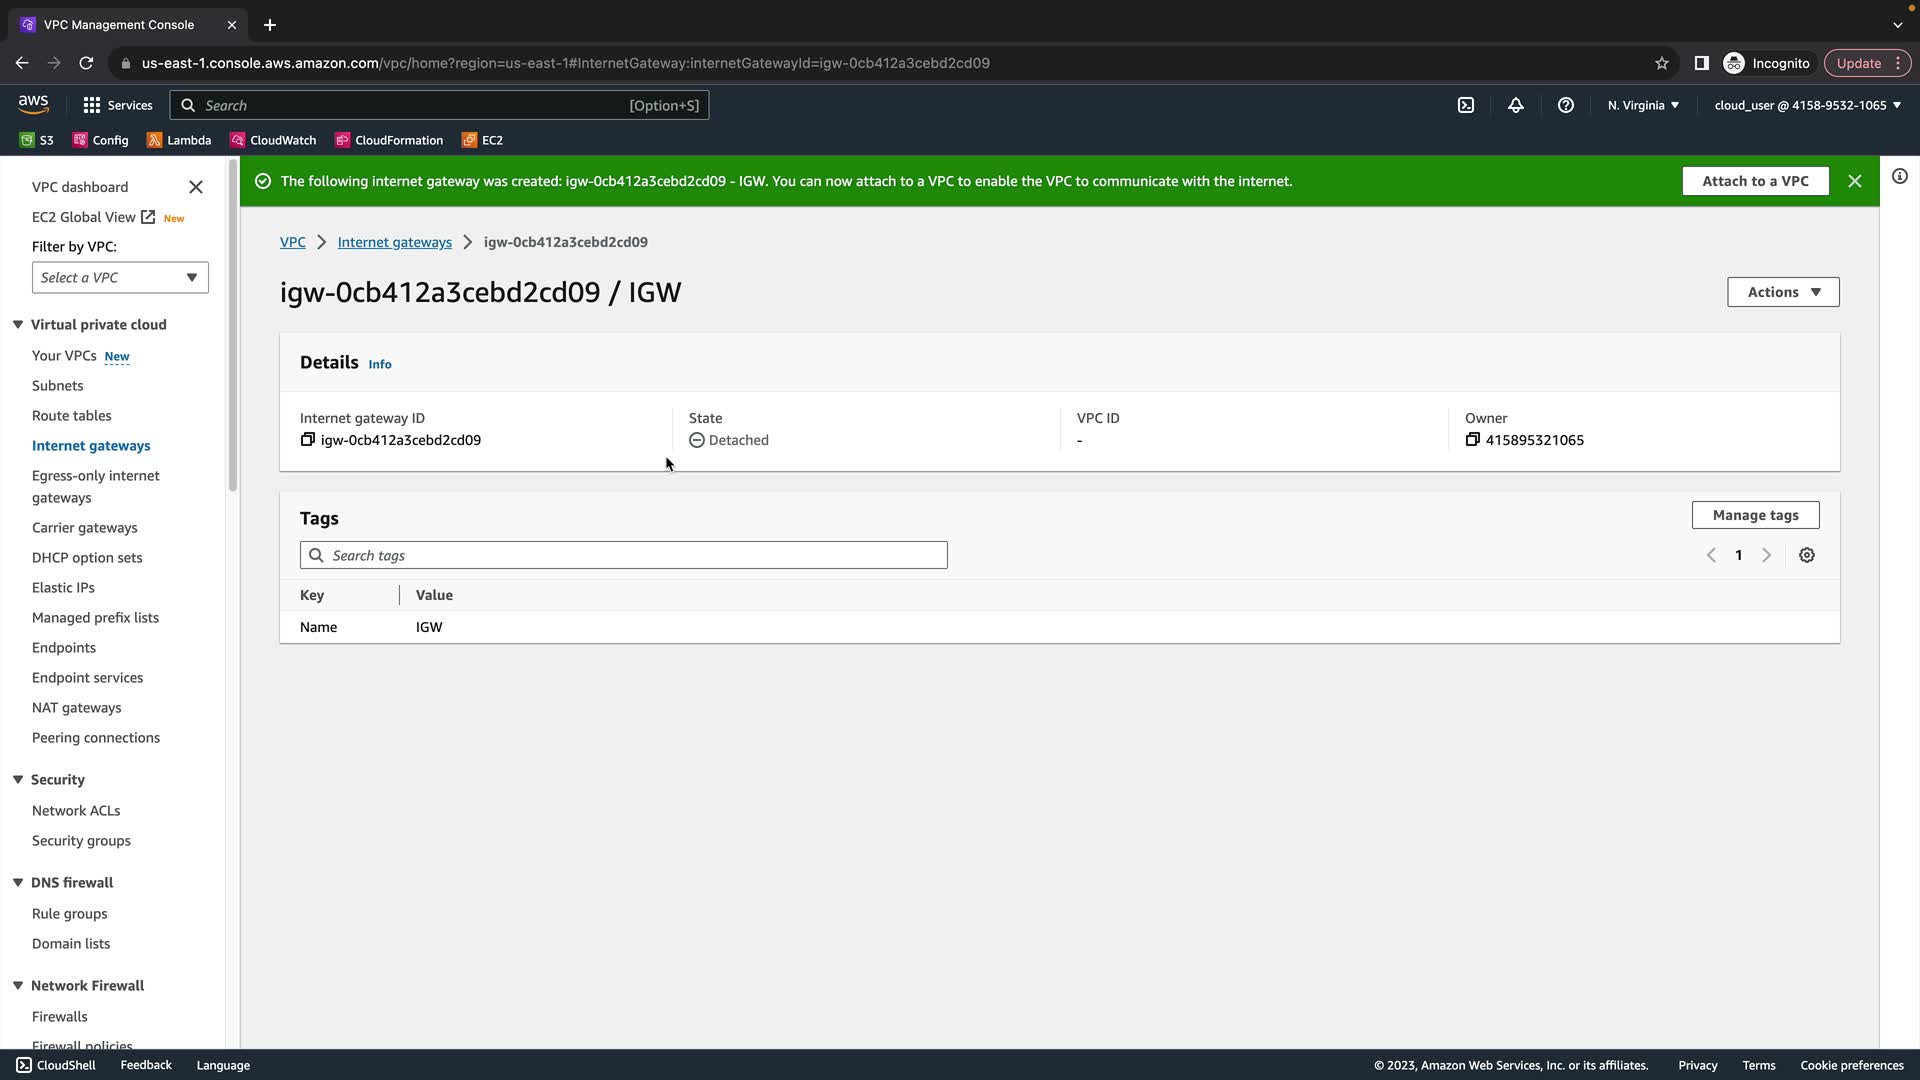 VPC Management Console
us-east-1.console.aws.amazon.com/vpc/home?region=us-east-1#InternetGateway:internetGatewayId=igw-0cb412a3cebd2cd09
Incognito
Update
aws
Services
Search
[Option+S]
N. Virginia
cloud_user @ 4158-9532-1065
S3
Config
Lambda
CloudWatch
CloudFormation
EC2
VPC dashboard
EC2 Global View New
Filter by VPC:
Select a VPC
Virtual private cloud
Your VPCs New
Subnets
Route tables
Internet gateways
Egress-only internet
gateways
Carrier gateways
DHCP option sets
Elastic IPs
Managed prefix lists
Endpoints
Endpoint services
NAT gateways
Peering connections
Security
Network ACLs
Security groups
DNS firewall
Rule groups
Domain lists
Network Firewall
Firewalls
Firewall policies
The following internet gateway was created: igw-0cb412a3cebd2cd09 - IGW. You can now attach to a VPC to enable the VPC to communicate with the internet.
Attach to a VPC
VPC
Internet gateways
igw-0cb412a3cebd2cd09
igw-0cb412a3cebd2cd09 / IGW
Actions
Details Info
Internet gateway ID
igw-0cb412a3cebd2cd09
State
Detached
VPC ID
-
Owner
415895321065
Tags
Manage tags
Search tags
1
Key
Value
Name
IGW
CloudShell
Feedback
Language
© 2023, Amazon Web Services, Inc. or its affiliates.
Privacy
Terms
Cookie preferences